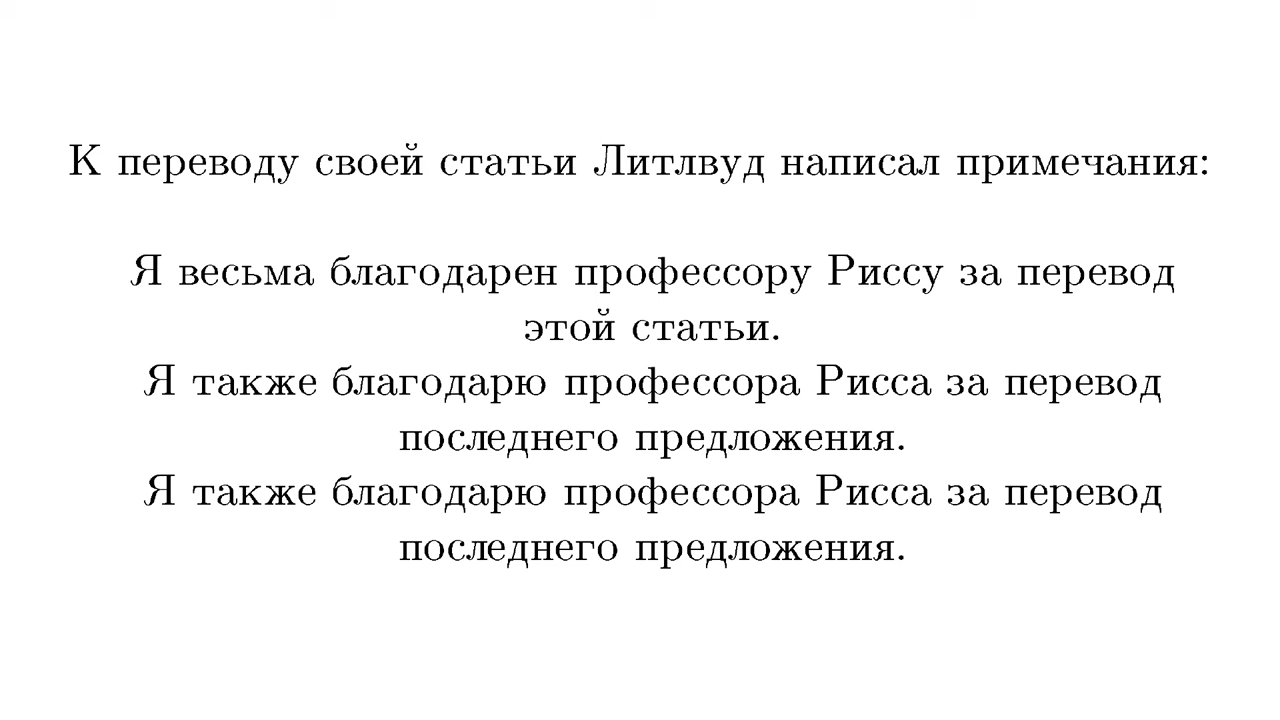 К переводу своей статьи Литлвуд написал примечания:
Я весьма благодарен профессору Риссу за перевод
этой статьи.
Я также благодарю профессора Рисса за перевод
последнего предложения.
Я также благодарю профессора Рисса за перевод
последнего предложения.